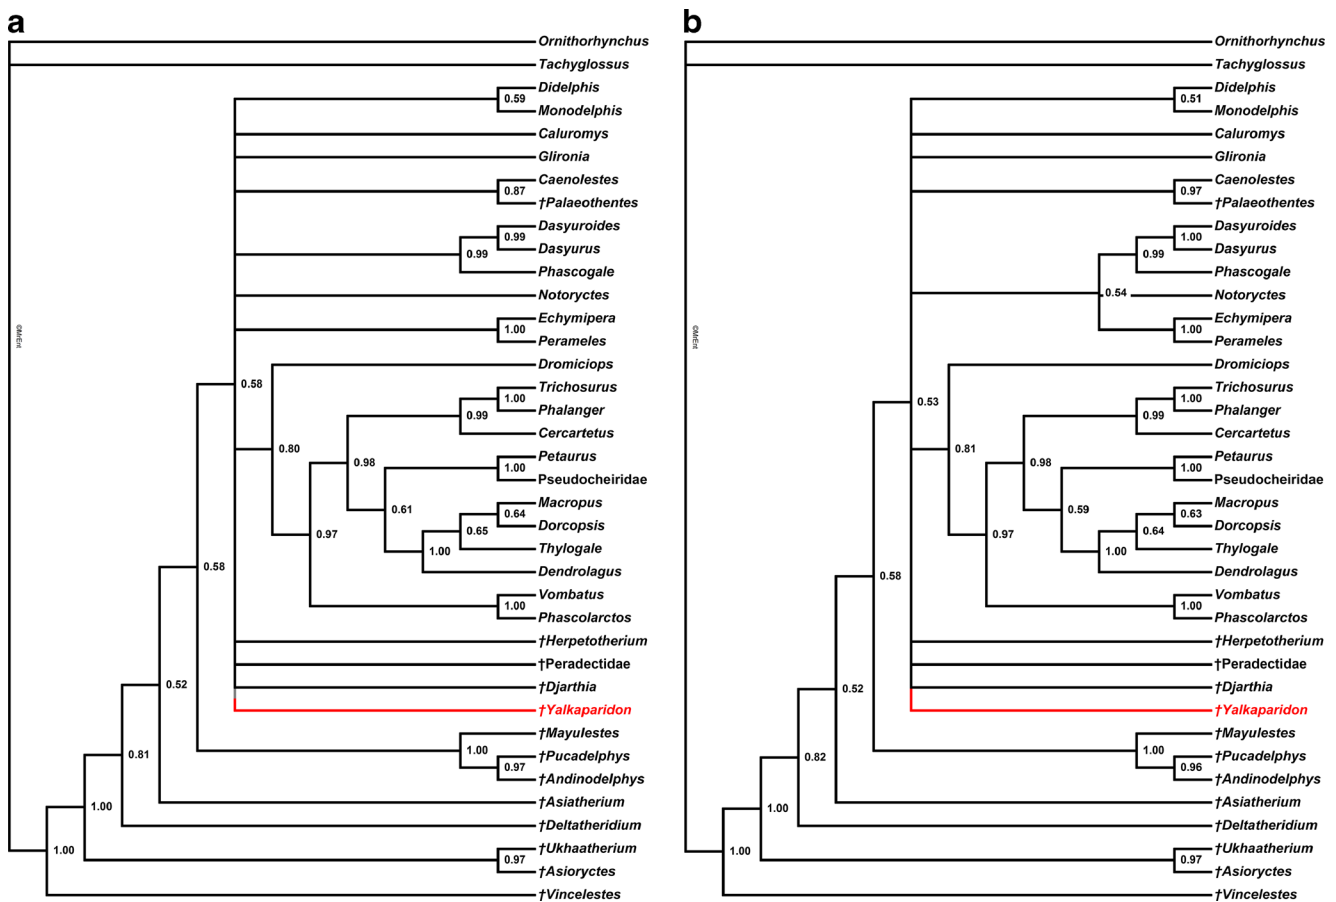 a
Ornithorhynchus
Tachyglossus
Didelphis
0.59
Monodelphis
Caluromys
Glironia
Caenolestes
0.87
†Palaeothentes
Dasyuroides
0.99
Dasyurus
0.99
Phascogale
Notoryctes
Echymipera
1.00
Perameles
©MrEnt
Dromiciops
0.58
Trichosurus
1.00
Phalanger
0.99
Cercartetus
0.80
Petaurus
0.98
1.00
Pseudocheiridae
Macropus
0.61
0.64
Dorcopsis
0.65
0.97
Thylogale
1.00
0.58
Dendrolagus
Vombatus
1.00
Phascolarctos
†Herpetotherium
†Peradectidae
†Djarthia
0.52
†Yalkaparidon
†Mayulestes
1.00
0.81
†Pucadelphys
0.97
†Andinodelphys
†Asiatherium
1.00
†Deltatheridium
†Ukhaatherium
1.00
0.97
†Asioryctes
†Vincelestes
b
Ornithorhynchus
Tachyglossus
Didelphis
0.51
Monodelphis
Caluromys
Glironia
Caenolestes
0.97
†Palaeothentes
Dasyuroides
1.00
Dasyurus
0.99
Phascogale
0.54
Notoryctes
Echymipera
1.00
Perameles
©MrEnt
Dromiciops
Trichosurus
1.00
0.53
Phalanger
0.99
Cercartetus
0.81
Petaurus
0.98
1.00
Pseudocheiridae
Macropus
0.59
0.63
Dorcopsis
0.64
0.97
Thylogale
1.00
0.58
Dendrolagus
Vombatus
1.00
Phascolarctos
†Herpetotherium
†Peradectidae
†Djarthia
0.52
†Yalkaparidon
†Mayulestes
1.00
0.82
†Pucadelphys
0.96
†Andinodelphys
†Asiatherium
1.00
†Deltatheridium
†Ukhaatherium
1.00
0.97
†Asioryctes
†Vincelestes